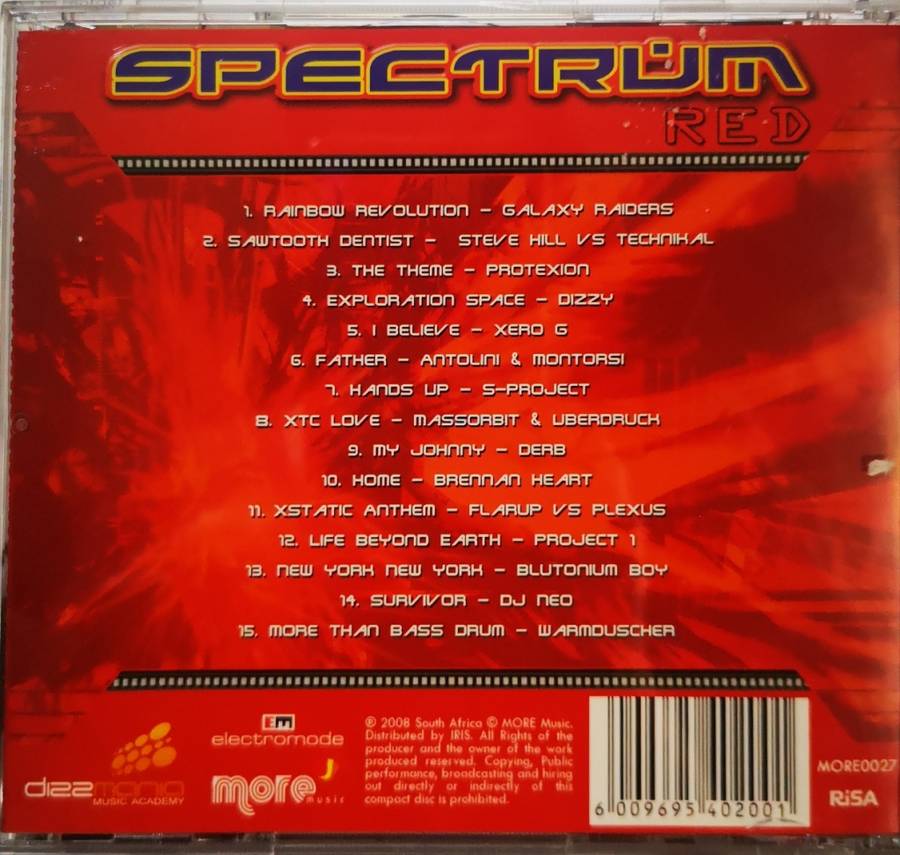 SPECTRÜM
RED
1. RAINBOW REVOLUTION - GALAXY RAIDERS
2. SAWTOOTH DENTIST - STEVE HILL VS TECHNIKAL
3. THE THEME - PROTEXION
4. EXPLORATION SPACE - DIZZY
5. I BELIEVE - XERO G
6. FATHER - ANTOLINI & MONTORSI
7. HANDS UP - S-PROJECT
8. XTC LOVE - MASSORBIT & UBERDRUCK
9. MY JOHNNY - DERB
10. HOME - BRENNAN HEART
11. XSTATIC ANTHEM - FLARUP VS PLEXUS
12. LIFE BEYOND EARTH - PROJECT 1
13. NEW YORK NEW YORK - BLUTONIUM BOY
14. SURVIVOR - DJ NEO
15. MORE THAN BASS DRUM - WARMDUSCHER
dizzmania
MUSIC ACADEMY
Em
electromode
more
music
℗ 2008 South Africa © MORE Music.
Distributed by IRIS. All Rights of the
producer and the owner of the work
produced reserved. Copying, Public
performance, broadcasting and hiring
out directly or indirectly of this
compact disc is prohibited.
6 009695 402001
MORE0027
RiSA